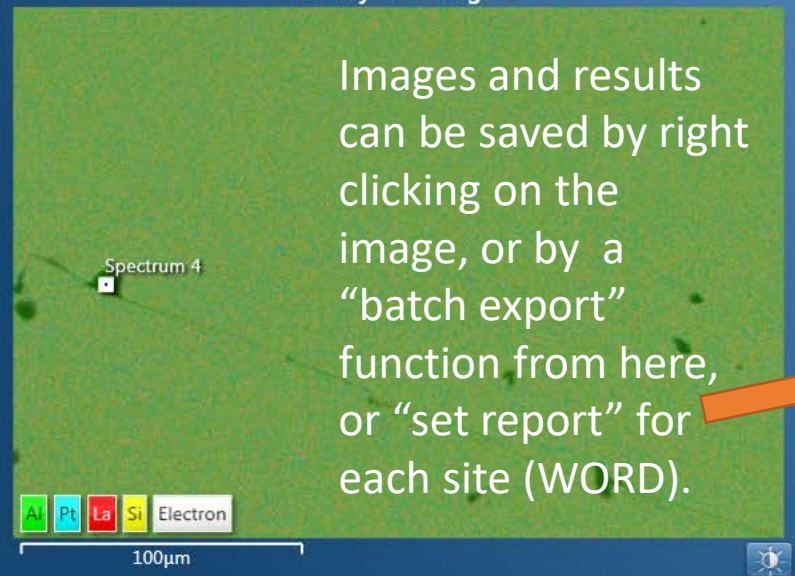 Images and results
can be saved by right
clicking on the
image, or by a
“batch export”
function from here,
or “set report” for
each site (WORD).
Spectrum 4
Al Pt La Si Electron
100µm